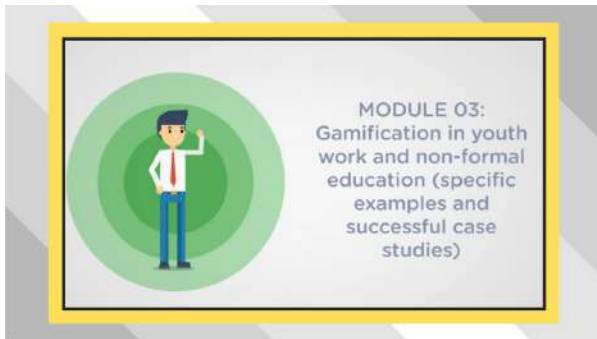 MODULE 03:
Gamification in youth
work and non-formal
education (specific
examples and
successful case
studies)